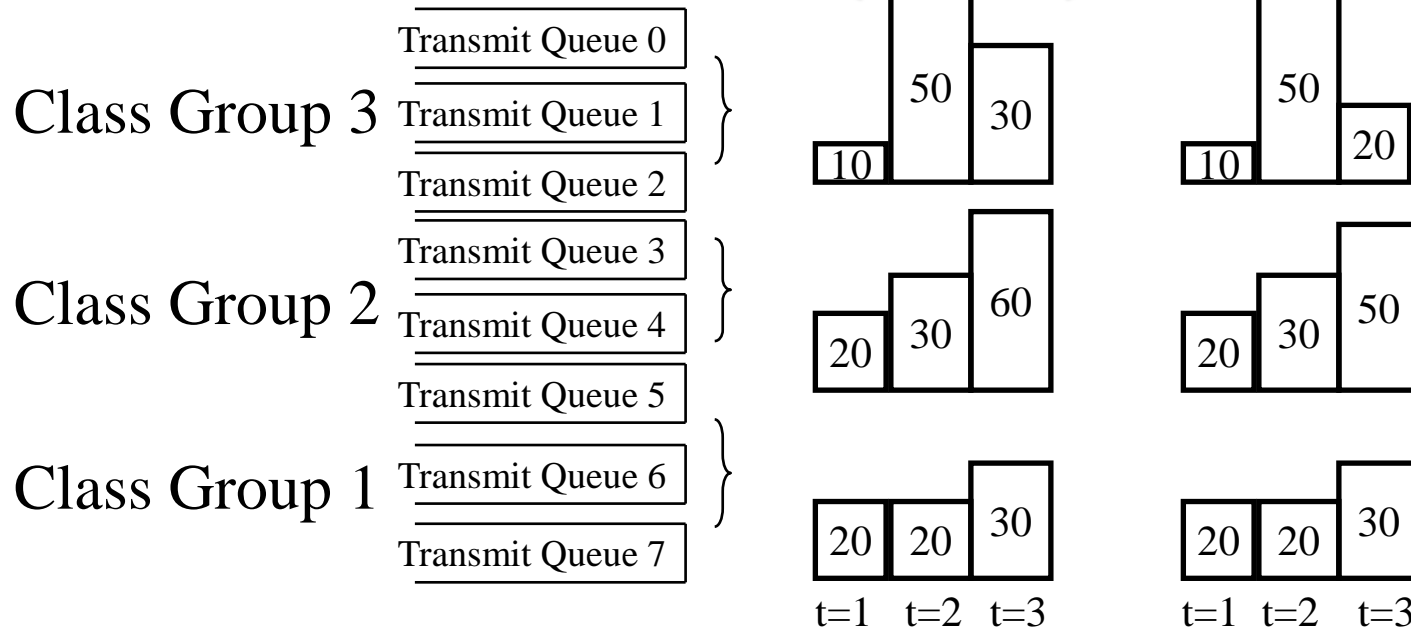 Transmit Queue 0
Class Group 3
Transmit Queue 1
Transmit Queue 2
10
50
30
10
50
20
Class Group 2
Transmit Queue 3
Transmit Queue 4
20
30
60
20
30
50
Transmit Queue 5
Class Group 1
Transmit Queue 6
Transmit Queue 7
20
20
30
20
20
30
t=1 t=2 t=3
t=1 t=2 t=3